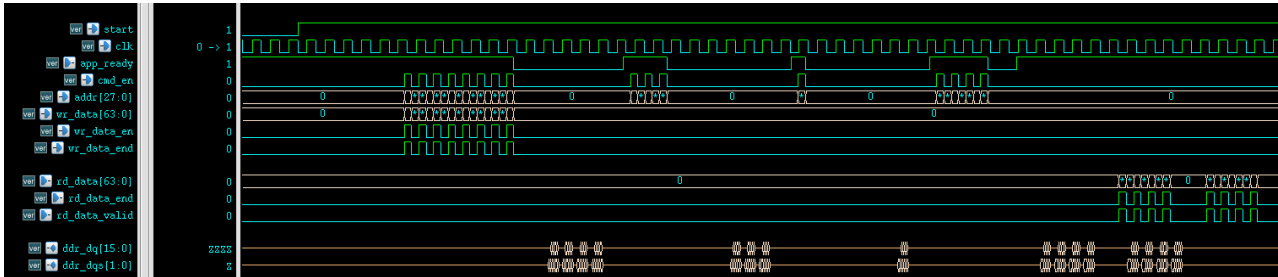 ver start 1
ver clk 0 -> 1
ver app_ready 1
ver cmd_en 0
ver addr[27:0] 0 0 0 0 0 0
ver wr_data[63:0] 0 0 0
ver wr_data_en 0
ver wr_data_end 0
ver rd_data[63:0] 0 0 0
ver rd_data_end 0
ver rd_data_valid 0
ver ddr_dq[15:0] zzzz
ver ddr_dqs[1:0] z